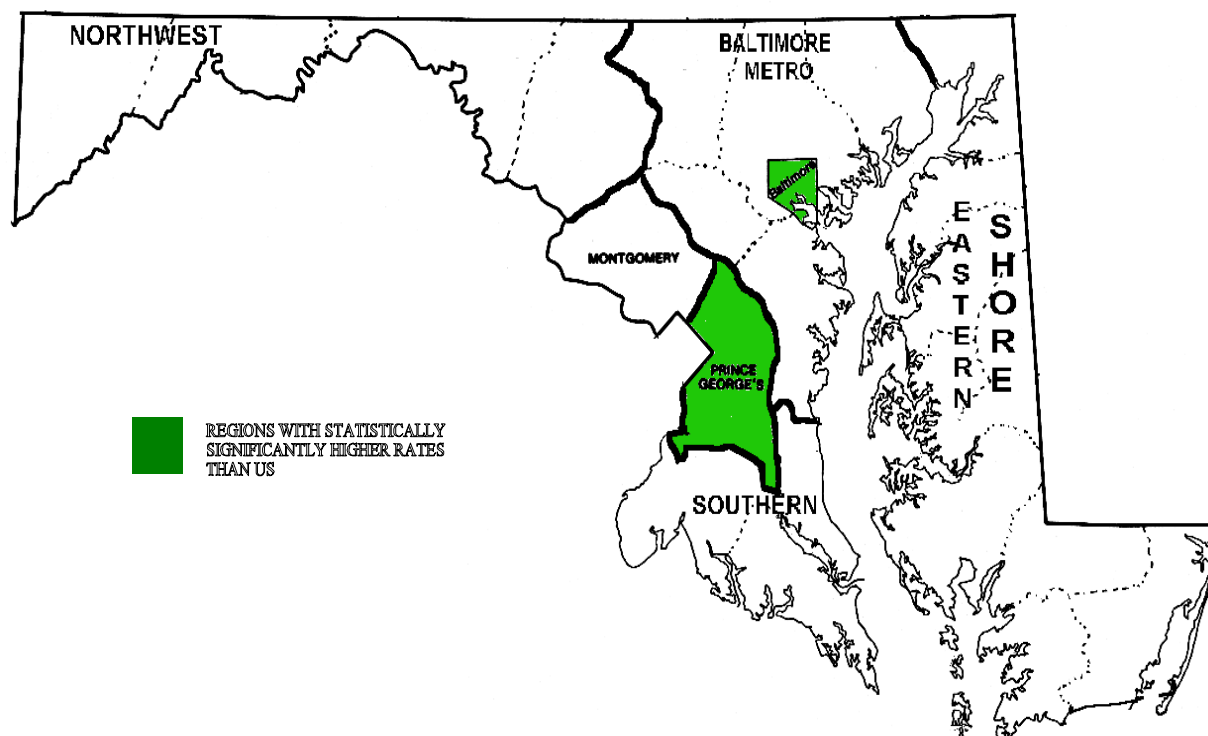 NORTHWEST
BALTIMORE
METRO
Baltimore
EASTERN
SHORE
MONTGOMERY
PRINCE
GEORGE'S
REGIONS WITH STATISTICALLY
SIGNIFICANTLY HIGHER RATES
THAN US
SOUTHERN